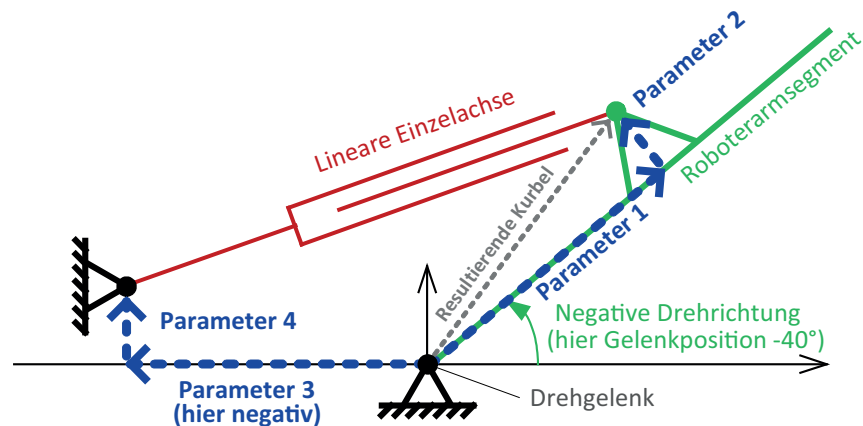 Parameter 2
Lineare Einzelachse
Roboterarmsegment
Resultierende Kurbel
Parameter 1
Parameter 4
Negative Drehrichtung
(hier Gelenkposition -40°)
Parameter 3
(hier negativ)
Drehgelenk